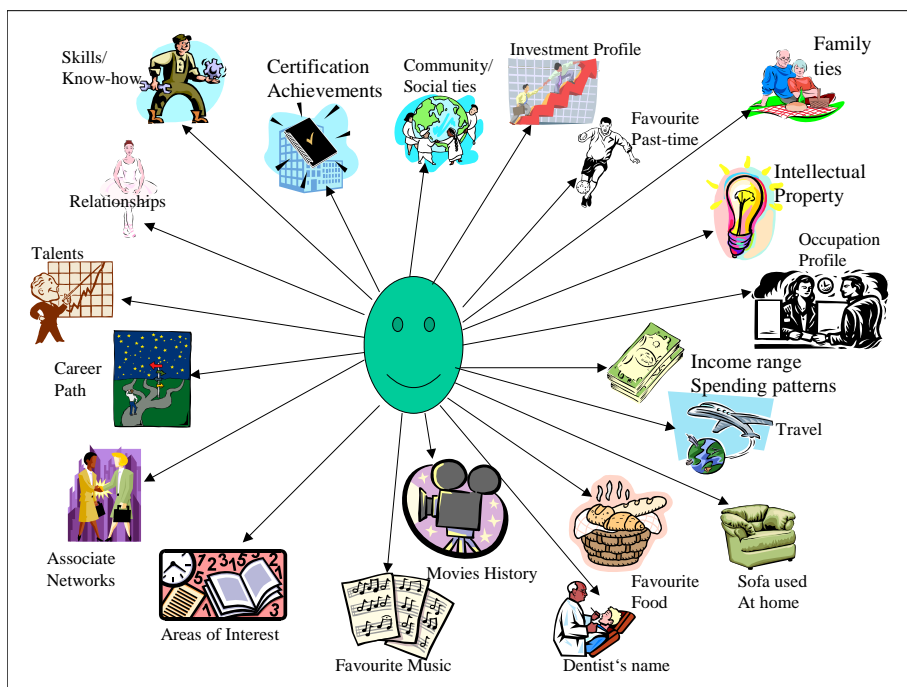 Skills/
Know-how
Certification
Achievements
Community/
Social ties
Investment Profile
Family
ties
Favourite
Past-time
Relationships
Intellectual
Property
Talents
Occupation
Profile
Career
Path
Income range
Spending patterns
Travel
Associate
Networks
Areas of Interest
Movies History
Favourite Music
Favourite
Food
Dentist‘s name
Sofa used
At home